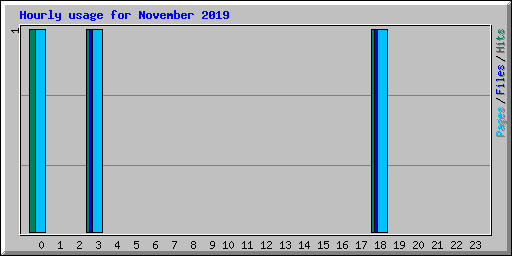 Hourly usage for November 2019
1
Pages/Files/Hits
0 1 2 3 4 5 6 7 8 9 10 11 12 13 14 15 16 17 18 19 20 21 22 23